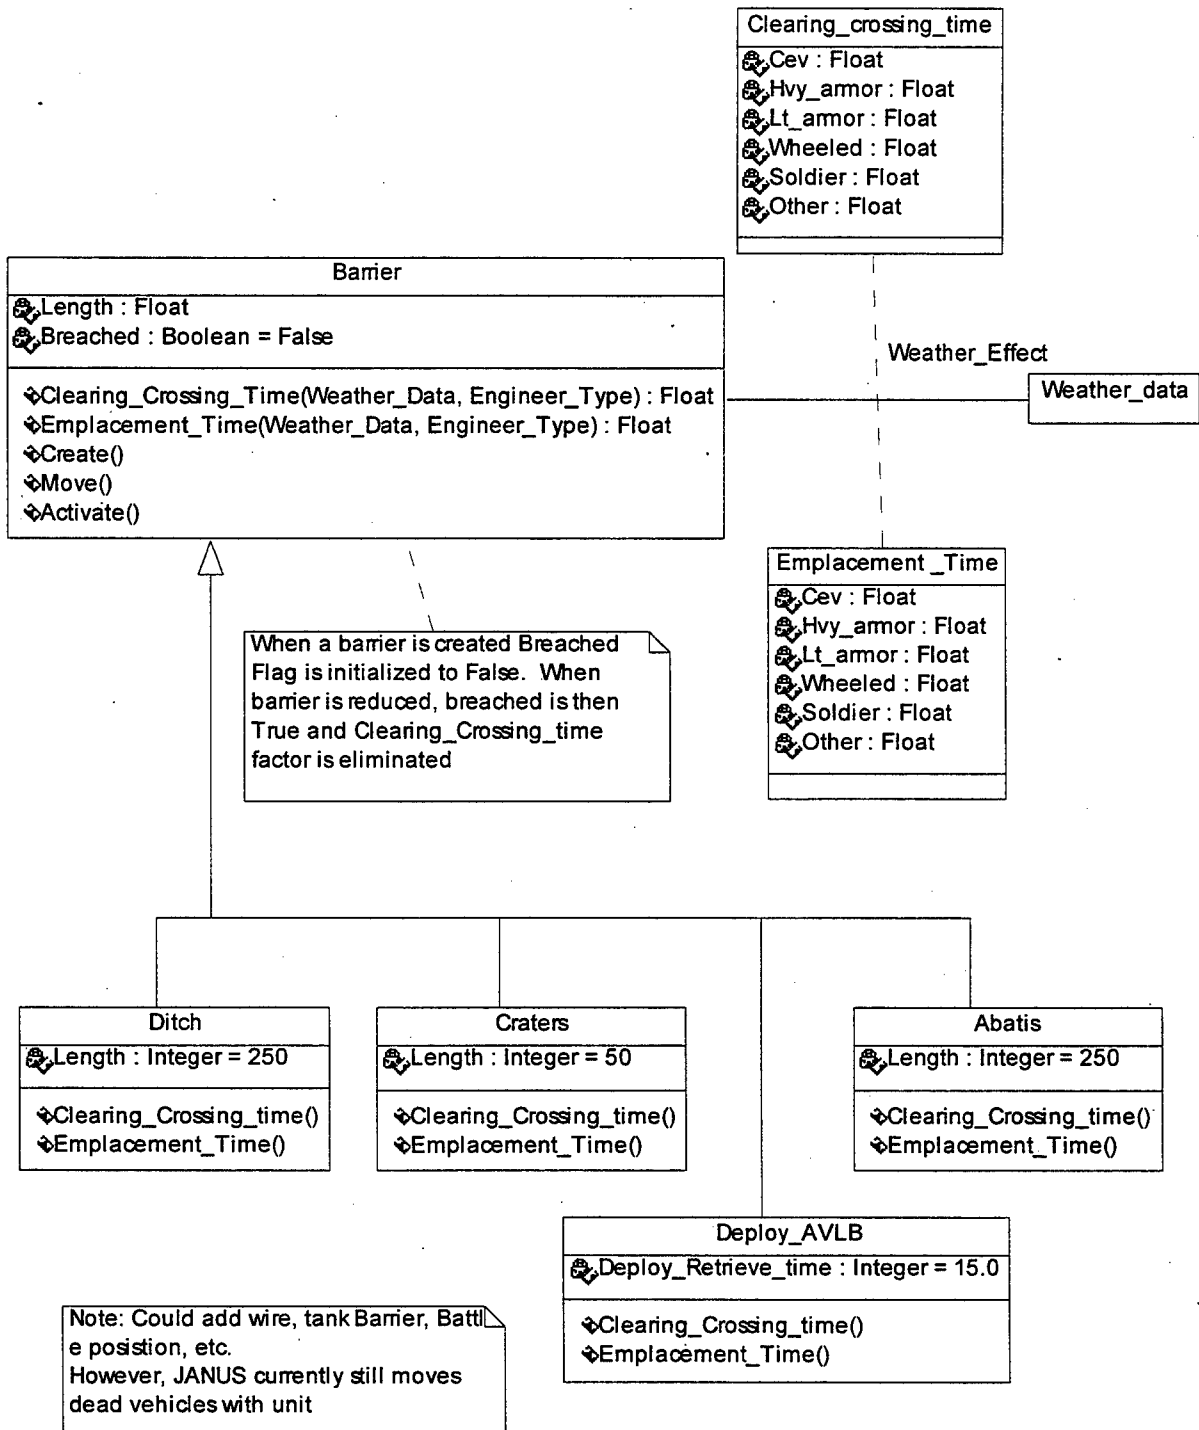 Clearing_crossing_time
Cev : Float
Hvy_armor : Float
Lt_armor : Float
Wheeled : Float
Soldier : Float
Other : Float
Barrier
Length : Float
Breached : Boolean = False
Clearing_Crossing_Time(Weather_Data, Engineer_Type) : Float
Emplacement_Time(Weather_Data, Engineer_Type) : Float
Create()
Move()
Activate()
Weather_Effect
Weather_data
Emplacement _Time
Cev : Float
Hvy_armor : Float
Lt_armor : Float
Wheeled : Float
Soldier : Float
Other : Float
When a barrier is created Breached
Flag is initialized to False. When
barrier is reduced, breached is then
True and Clearing_Crossing_time
factor is eliminated
Ditch
Length : Integer = 250
Clearing_Crossing_time()
Emplacement_Time()
Craters
Length : Integer = 50
Clearing_Crossing_time()
Emplacement_Time()
Abatis
Length : Integer = 250
Clearing_Crossing_time()
Emplacement_Time()
Deploy_AVLB
Deploy_Retrieve_time : Integer = 15.0
Clearing_Crossing_time()
Emplacement_Time()
Note: Could add wire, tank Barrier, Battl
e posistion, etc.
However, JANUS currently still moves
dead vehicles with unit